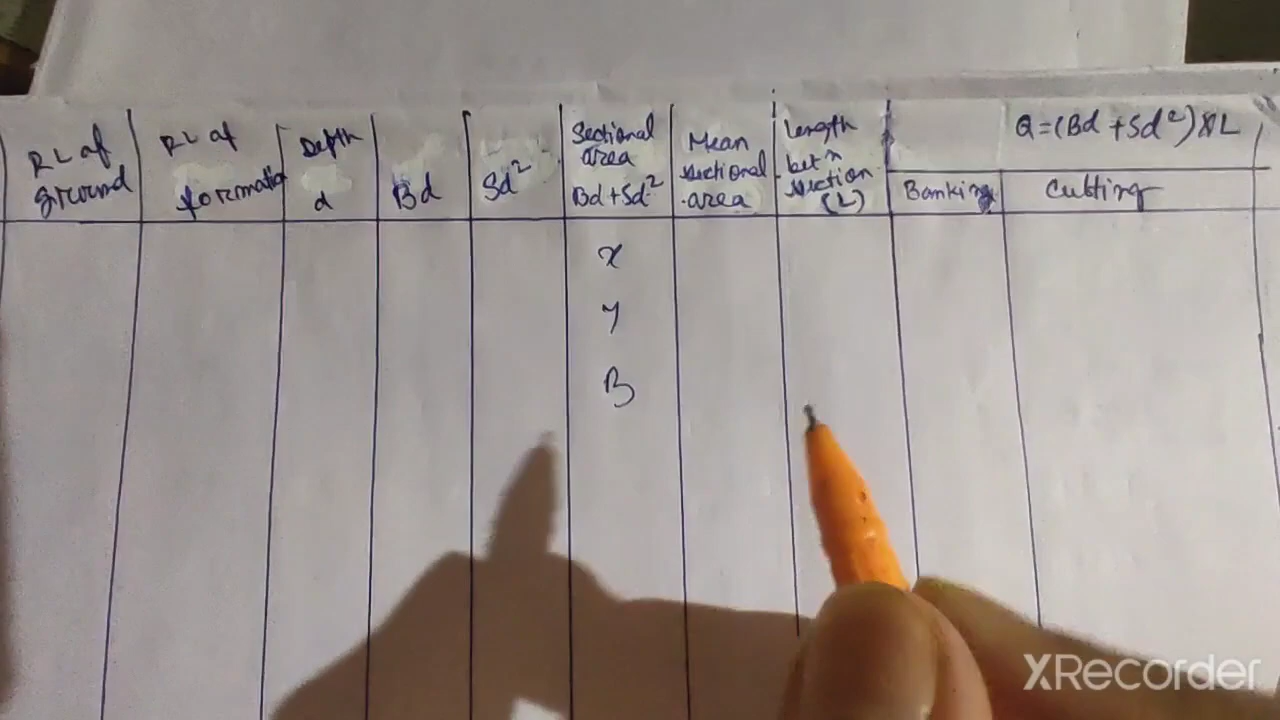 RL of
ground
RL of
formation
Depth
d
Bd
Sd²
Sectional
area
Bd+Sd²
Mean
sectional
area
Length
betn
section
(L)
Q=(Bd+Sd²)×L
Banking
Cutting
x
y
B
XRecorder